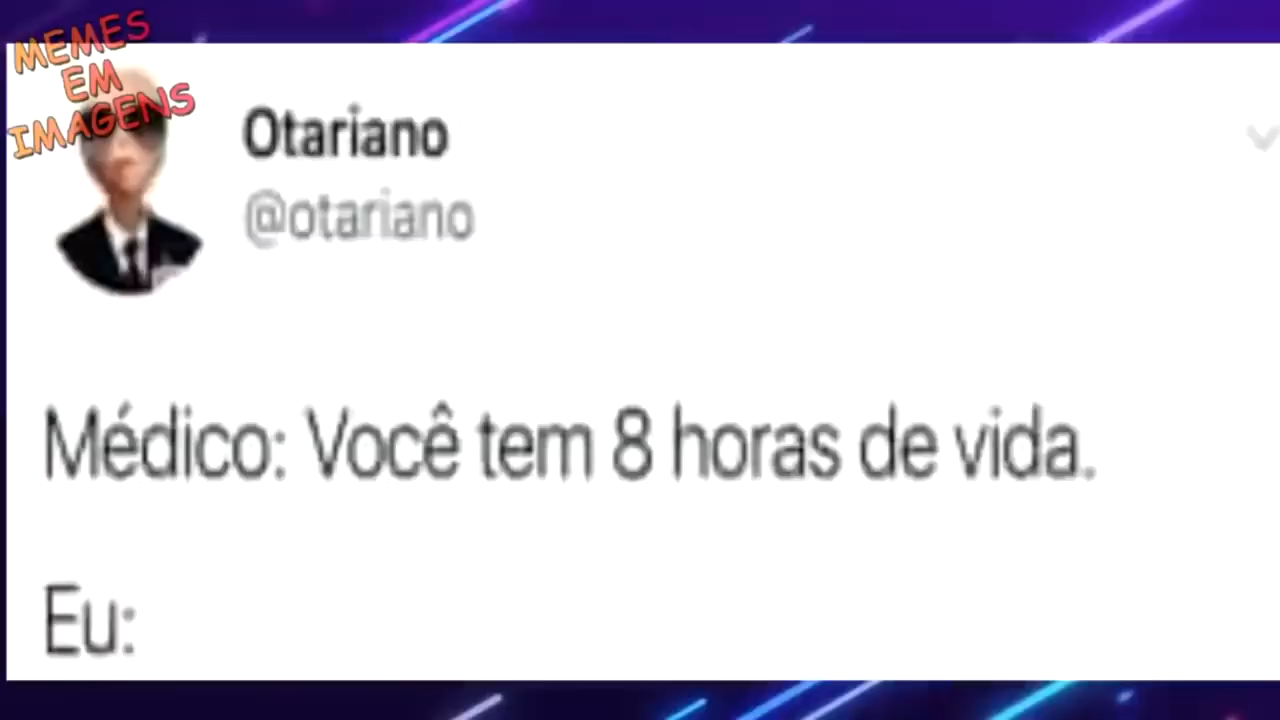 MEMES
EM
IMAGENS
Otariano
@otariano
Médico: Você tem 8 horas de vida.
Eu: